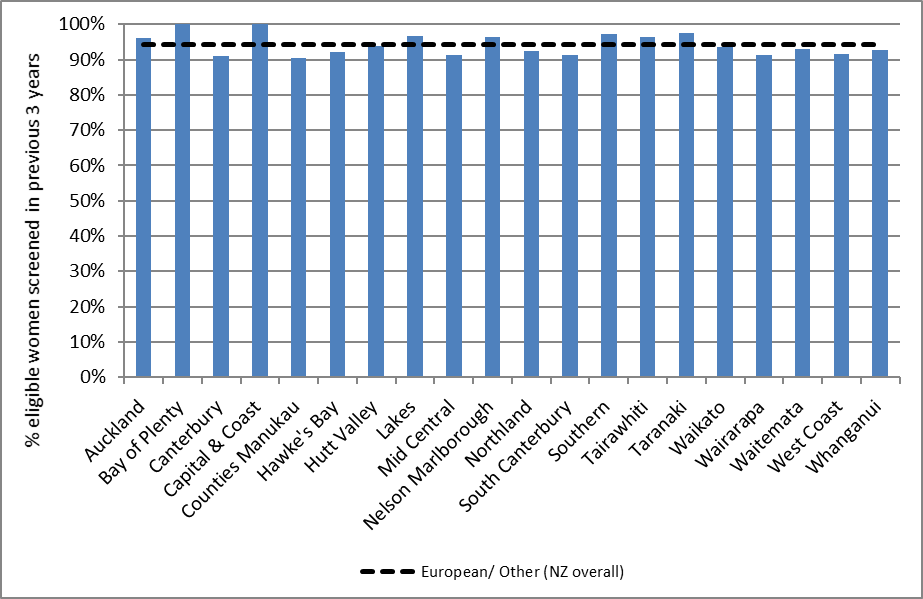 % eligible women screened in previous 3 years
100%
90%
80%
70%
60%
50%
40%
30%
20%
10%
0%
Auckland
Bay of Plenty
Canterbury
Capital & Coast
Counties Manukau
Hawke's Bay
Hutt Valley
Lakes
Mid Central
Nelson Marlborough
Northland
South Canterbury
Southern
Tairawhiti
Taranaki
Waikato
Wairarapa
Waitemata
West Coast
Whanganui
European/ Other (NZ overall)